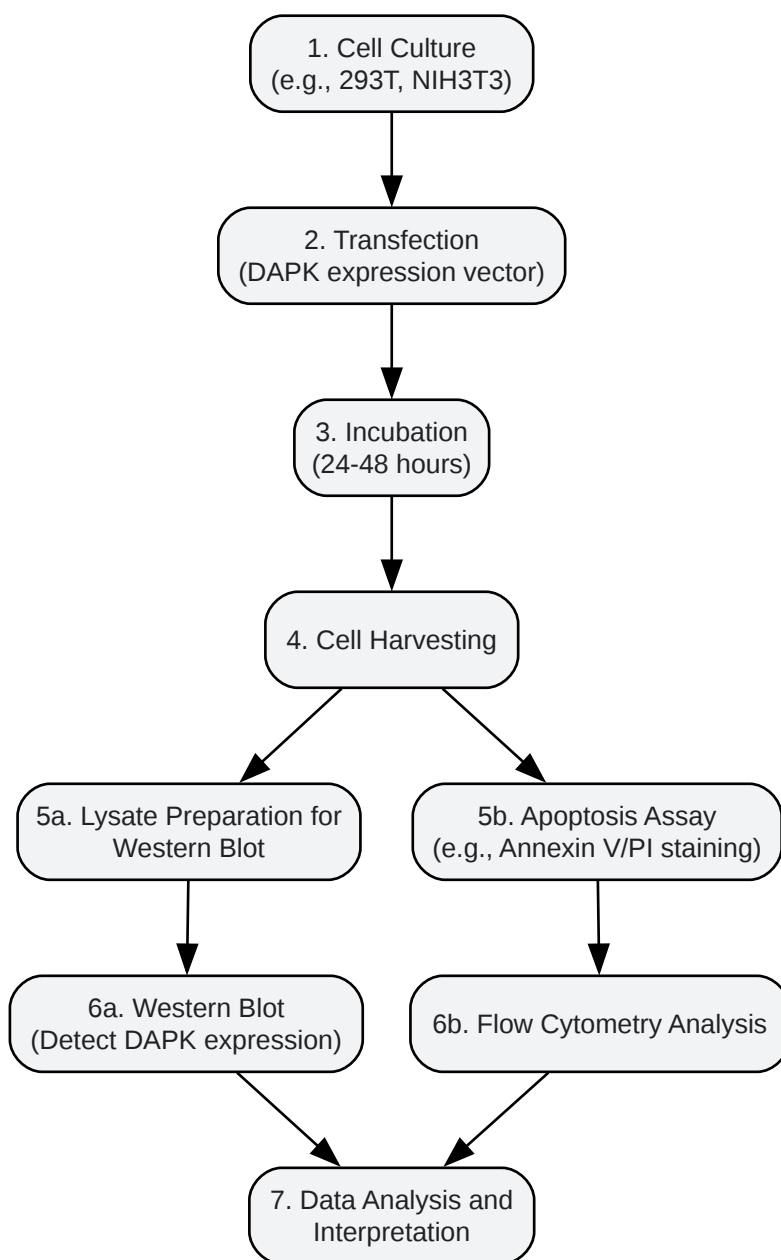 1. Cell Culture
(e.g., 293T, NIH3T3)
2. Transfection
(DAPK expression vector)
3. Incubation
(24-48 hours)
4. Cell Harvesting
5a. Lysate Preparation for
Western Blot
5b. Apoptosis Assay
(e.g., Annexin V/PI staining)
6a. Western Blot
(Detect DAPK expression)
6b. Flow Cytometry Analysis
7. Data Analysis and
Interpretation